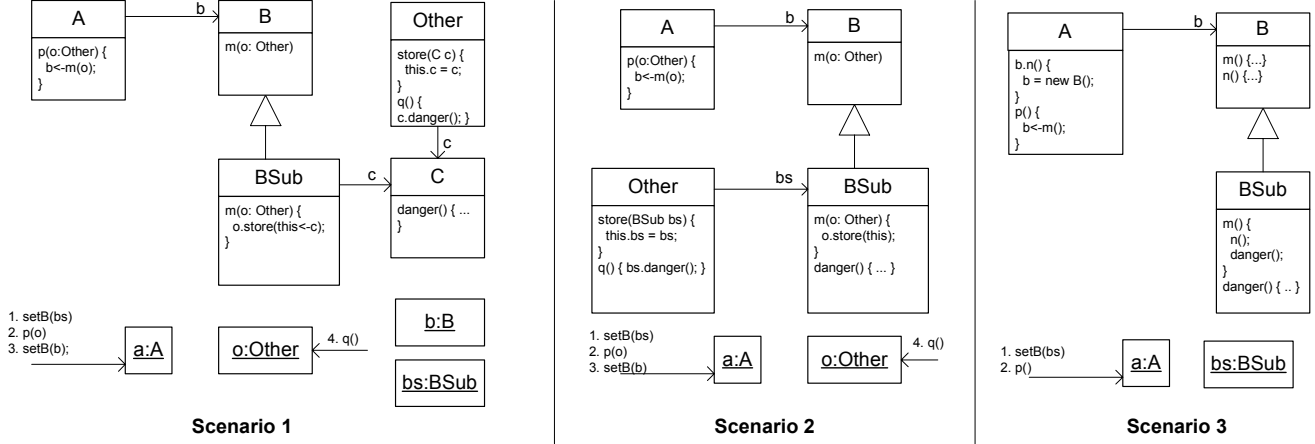 A
p(o:Other) {
b<-m(o);
}
b
B
m(o: Other)
Other
store(C c) {
this.c = c;
}
q() {
c.danger(); }
c
BSub
m(o: Other) {
o.store(this<-c);
}
c
C
danger() { ...
}
1. setB(bs)
2. p(o)
3. setB(b);
a:A
o:Other
4. q()
b:B
bs:BSub
Scenario 1
A
p(o:Other) {
b<-m(o);
}
b
B
m(o: Other)
Other
store(BSub bs) {
this.bs = bs;
}
q() { bs.danger(); }
bs
BSub
m(o: Other) {
o.store(this);
}
danger() { ... }
1. setB(bs)
2. p(o)
3. setB(b)
a:A
o:Other
4. q()
Scenario 2
A
b.n() {
b = new B();
}
p() {
b<-m();
}
b
B
m() {...}
n() {...}
BSub
m() {
n();
danger();
}
danger() { .. }
1. setB(bs)
2. p()
a:A
bs:BSub
Scenario 3